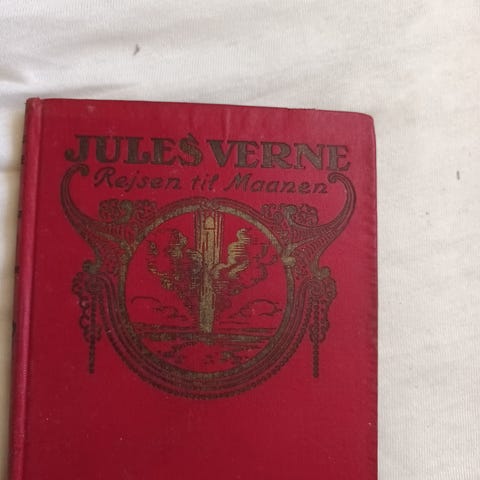 JULES VERNE
Rejsen til Maanen